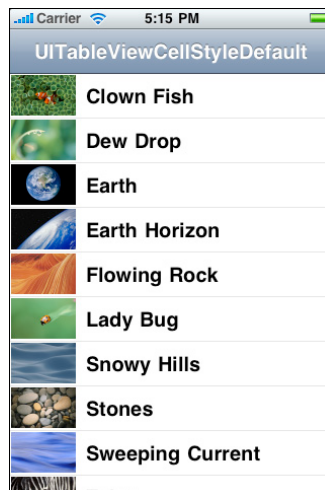 Carrier 5:15 PM
UITableViewCellStyleDefault
Clown Fish
Dew Drop
Earth
Earth Horizon
Flowing Rock
Lady Bug
Snowy Hills
Stones
Sweeping Current